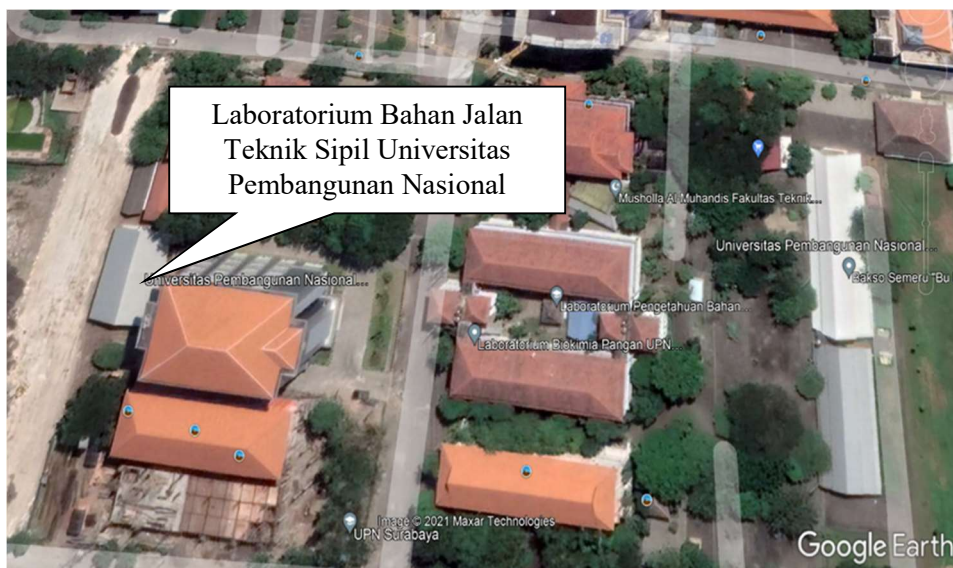 Laboratorium Bahan Jalan
Teknik Sipil Universitas
Pembangunan Nasional
Musholla Al Muhandis Fakultas Teknik...
Universitas Pembangunan Nasional...
Bakso Semeru "Bu
Universitas Pembangunan Nasional...
Laboratorium Pengetahuan Bahan...
Laboratorium Biokimia Pangan UPN...
Image © 2021 Maxar Technologies
UPN Surabaya
Google Earth